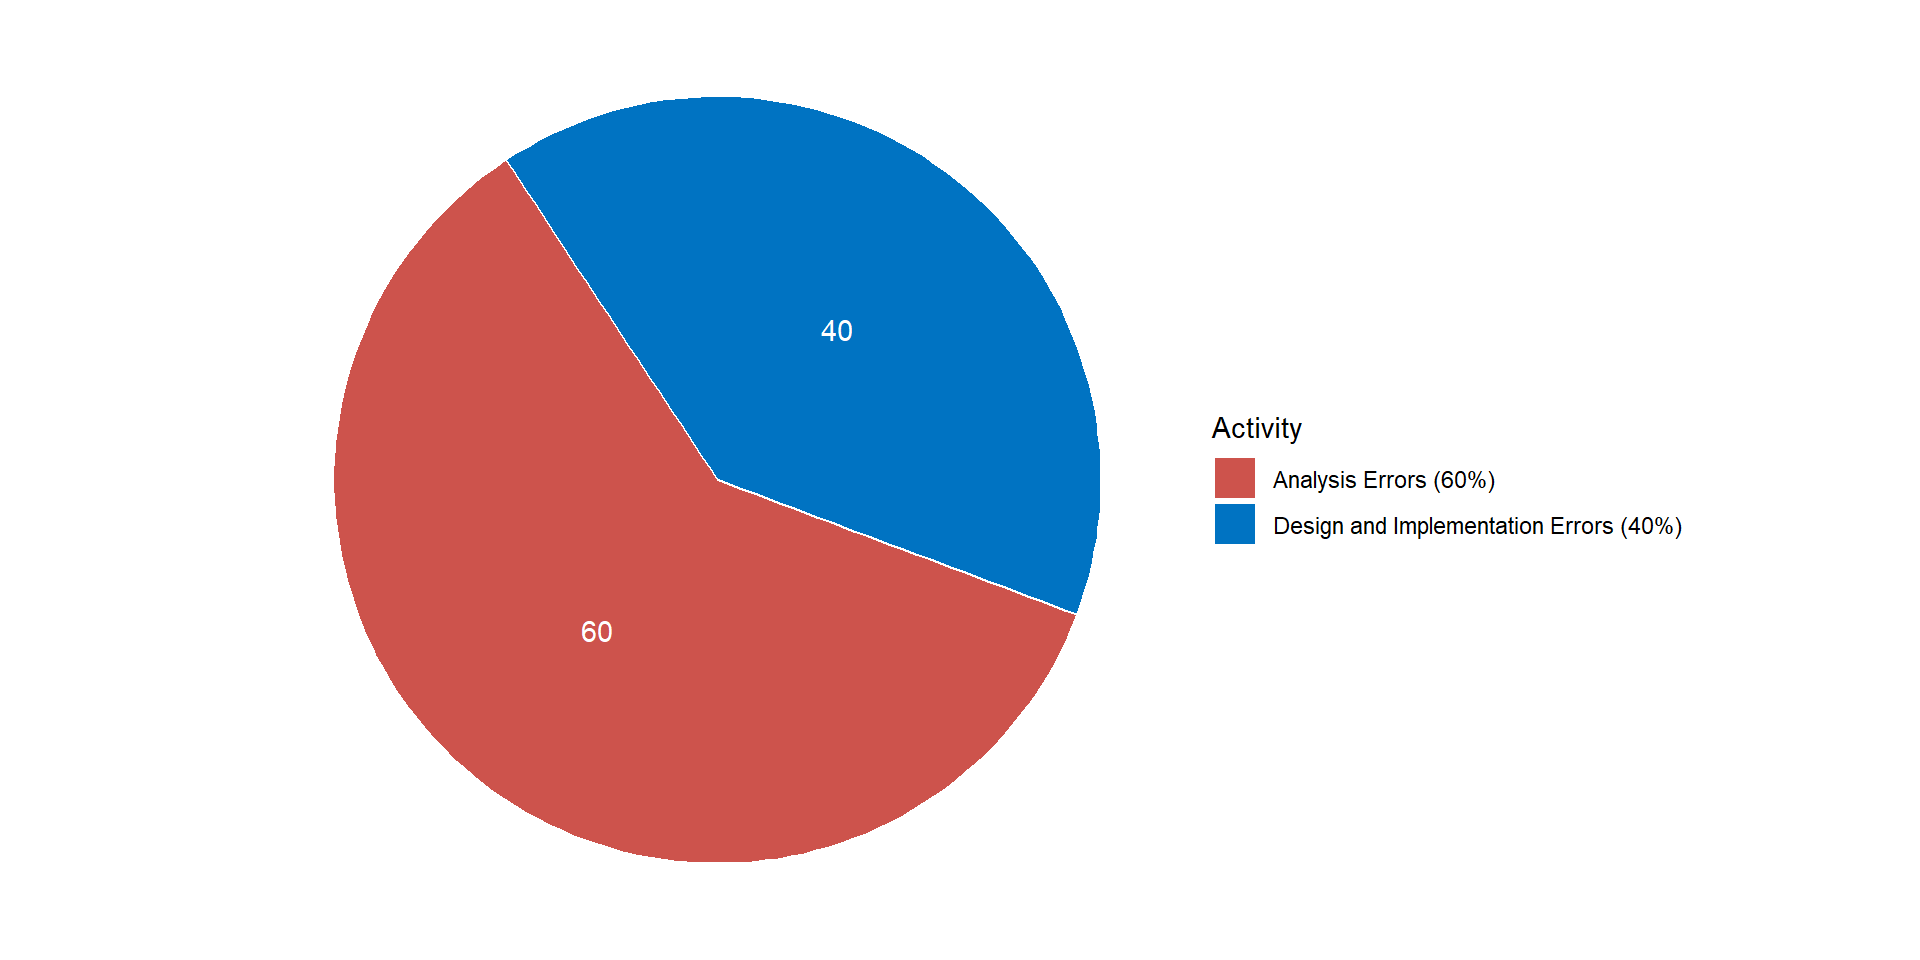 40
60
Activity
Analysis Errors (60%)
Design and Implementation Errors (40%)